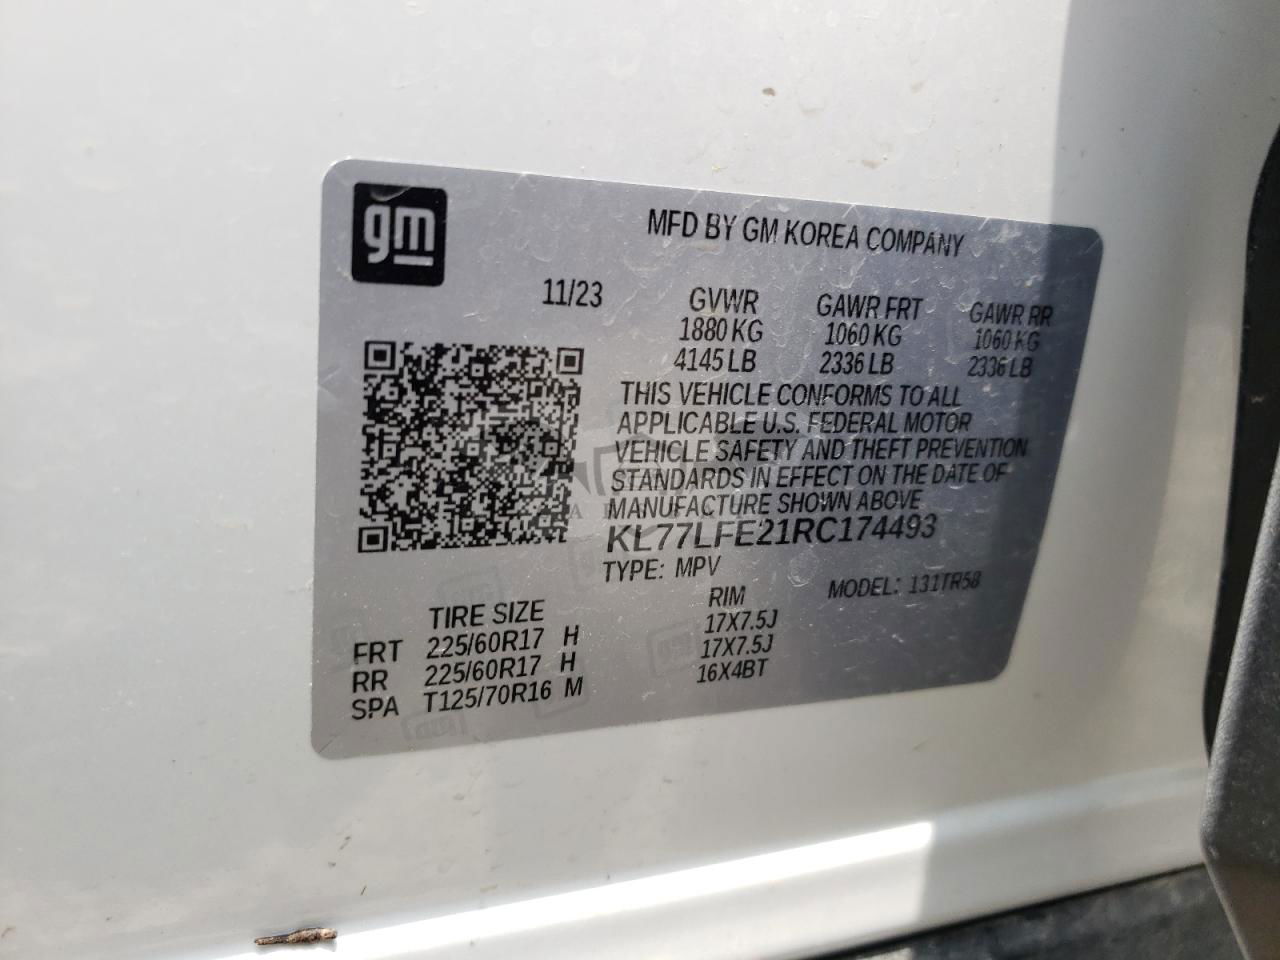 gm
MFD BY GM KOREA COMPANY
11/23 GVWR GAWR FRT GAWR RR
1880 KG 1060 KG 1060 KG
4145 LB 2336 LB 2336 LB
THIS VEHICLE CONFORMS TO ALL
APPLICABLE U.S. FEDERAL MOTOR
VEHICLE SAFETY AND THEFT PREVENTION
STANDARDS IN EFFECT ON THE DATE OF
MANUFACTURE SHOWN ABOVE
KL77LFE21RC174493
TYPE: MPV MODEL: 131TR58
TIRE SIZE RIM
FRT 225/60R17 H 17X7.5J
RR 225/60R17 H 17X7.5J
SPA T125/70R16 M 16X4BT